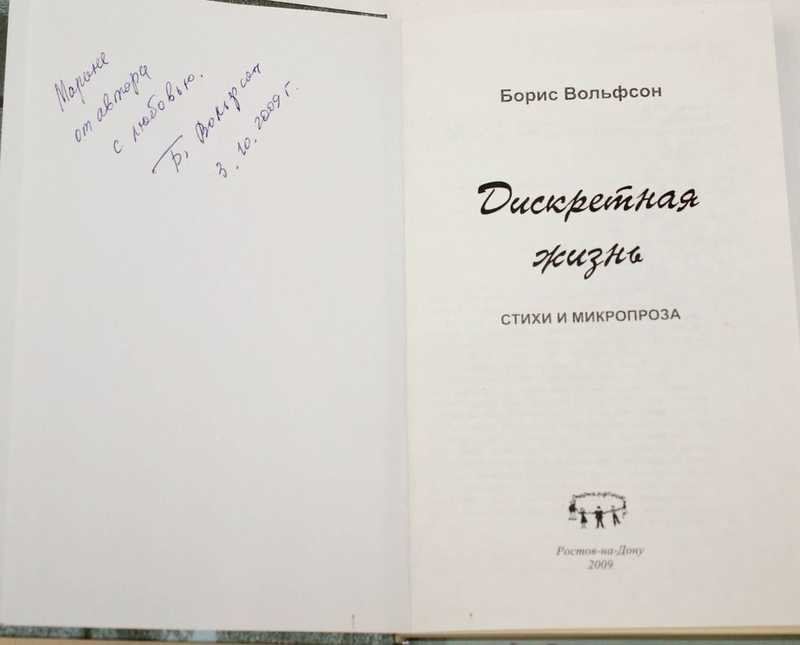 Марине
от автора
с любовью.
Б. Вольфсон
3.10.2009 г.
Борис Вольфсон
Дискретная
жизнь
СТИХИ И МИКРОПРОЗА
Ростов-на-Дону
2009